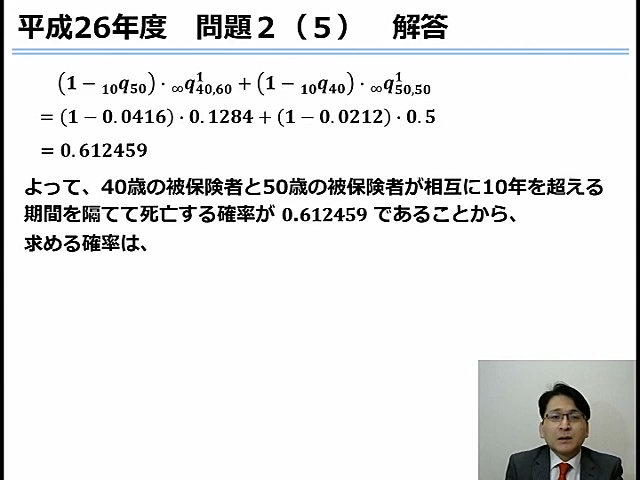 平成26年度 問題２（５） 解答
(1 − ₁₀q₅₀) · ∞q¹₄₀,₆₀ + (1 − ₁₀q₄₀) · ∞q¹₅₀,₅₀
= (1 − 0.0416) · 0.1284 + (1 − 0.0212) · 0.5
= 0.612459
よって、40歳の被保険者と50歳の被保険者が相互に10年を超える
期間を隔てて死亡する確率が 0.612459 であることから、
求める確率は、